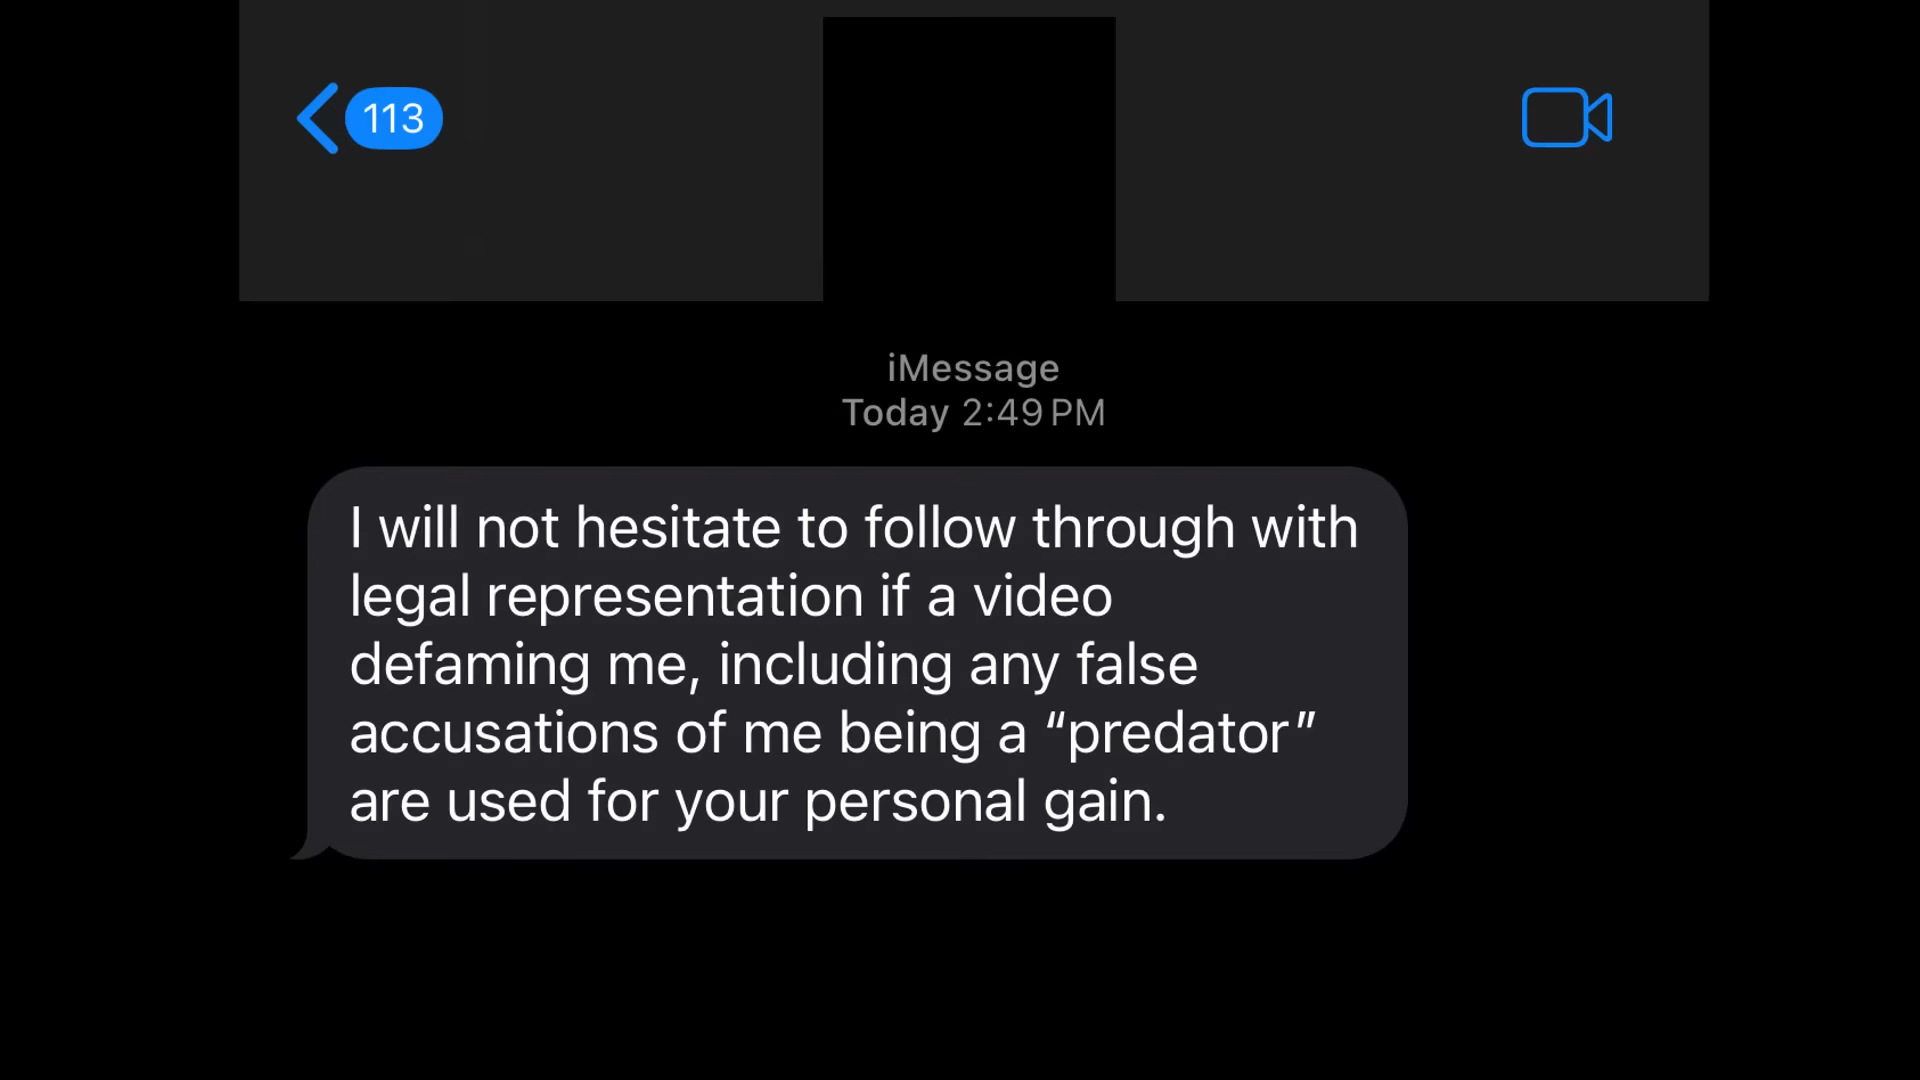 113
iMessage
Today 2:49 PM
I will not hesitate to follow through with
legal representation if a video
defaming me, including any false
accusations of me being a “predator”
are used for your personal gain.